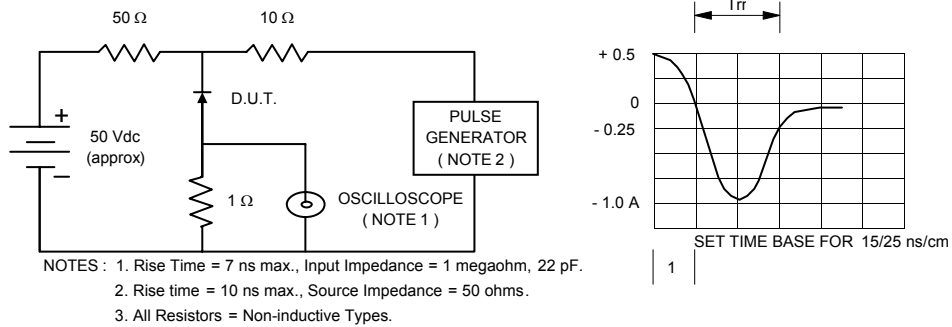 50 Ω
10 Ω
Trr
+ 0.5
D.U.T.
+
50 Vdc
(approx)
−
PULSE
GENERATOR
( NOTE 2 )
0
- 0.25
1 Ω
OSCILLOSCOPE
( NOTE 1 )
- 1.0 A
SET TIME BASE FOR 15/25 ns/cm
1
NOTES : 1. Rise Time = 7 ns max., Input Impedance = 1 megaohm, 22 pF.
2. Rise time = 10 ns max., Source Impedance = 50 ohms.
3. All Resistors = Non-inductive Types.